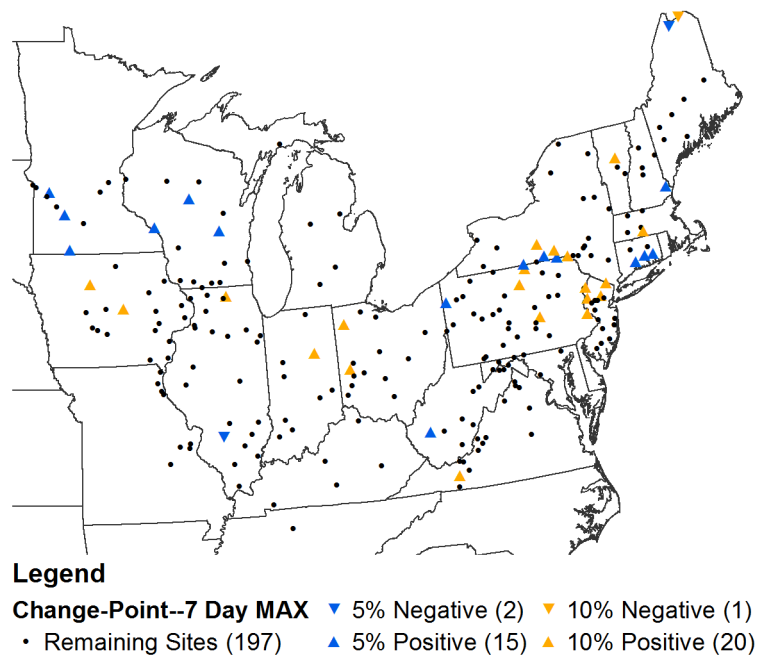 Legend
Change-Point--7 Day MAX 5% Negative (2) 10% Negative (1)
Remaining Sites (197) 5% Positive (15) 10% Positive (20)